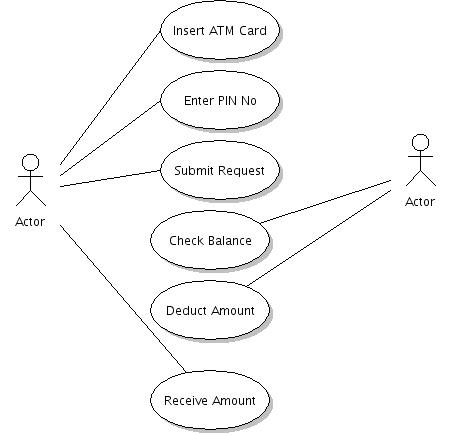 Insert ATM Card
Enter PIN No
Submit Request
Actor
Actor
Check Balance
Deduct Amount
Receive Amount